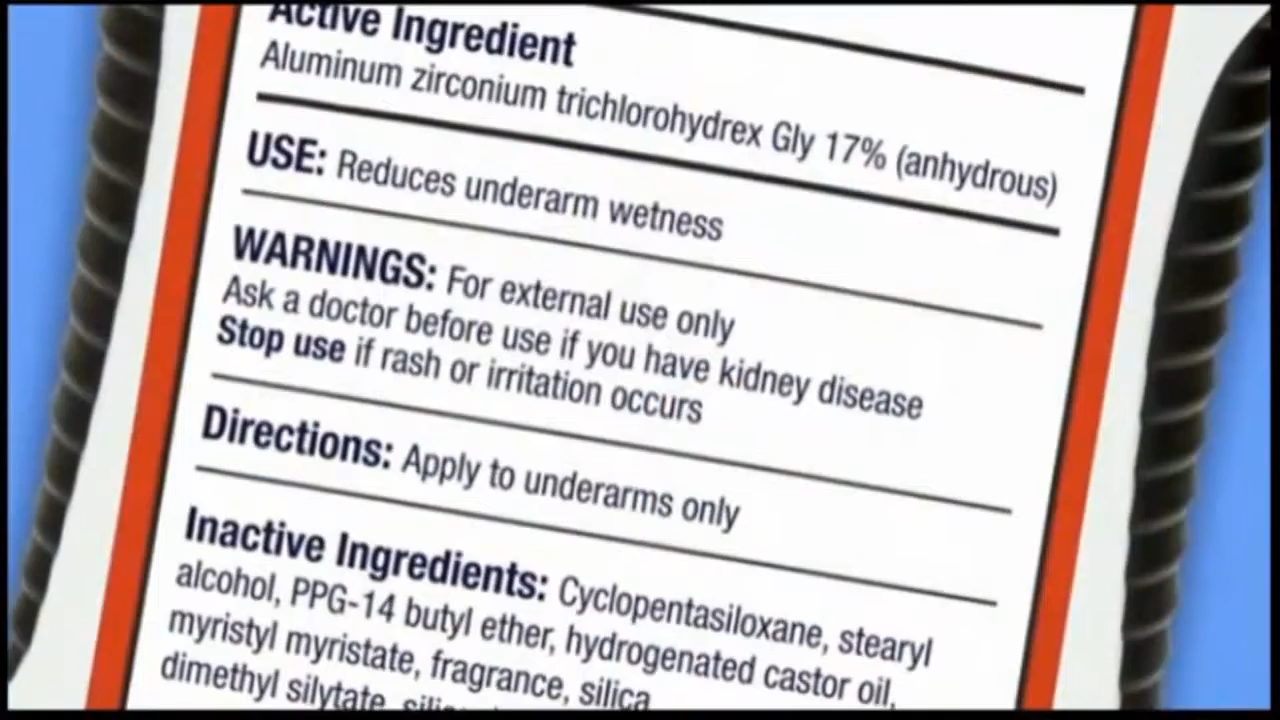 Active Ingredient
Aluminum zirconium trichlorohydrex Gly 17% (anhydrous)
USE: Reduces underarm wetness
WARNINGS: For external use only
Ask a doctor before use if you have kidney disease
Stop use if rash or irritation occurs
Directions: Apply to underarms only
Inactive Ingredients: Cyclopentasiloxane, stearyl
alcohol, PPG-14 butyl ether, hydrogenated castor oil,
myristyl myristate, fragrance, silica
dimethyl silytate,